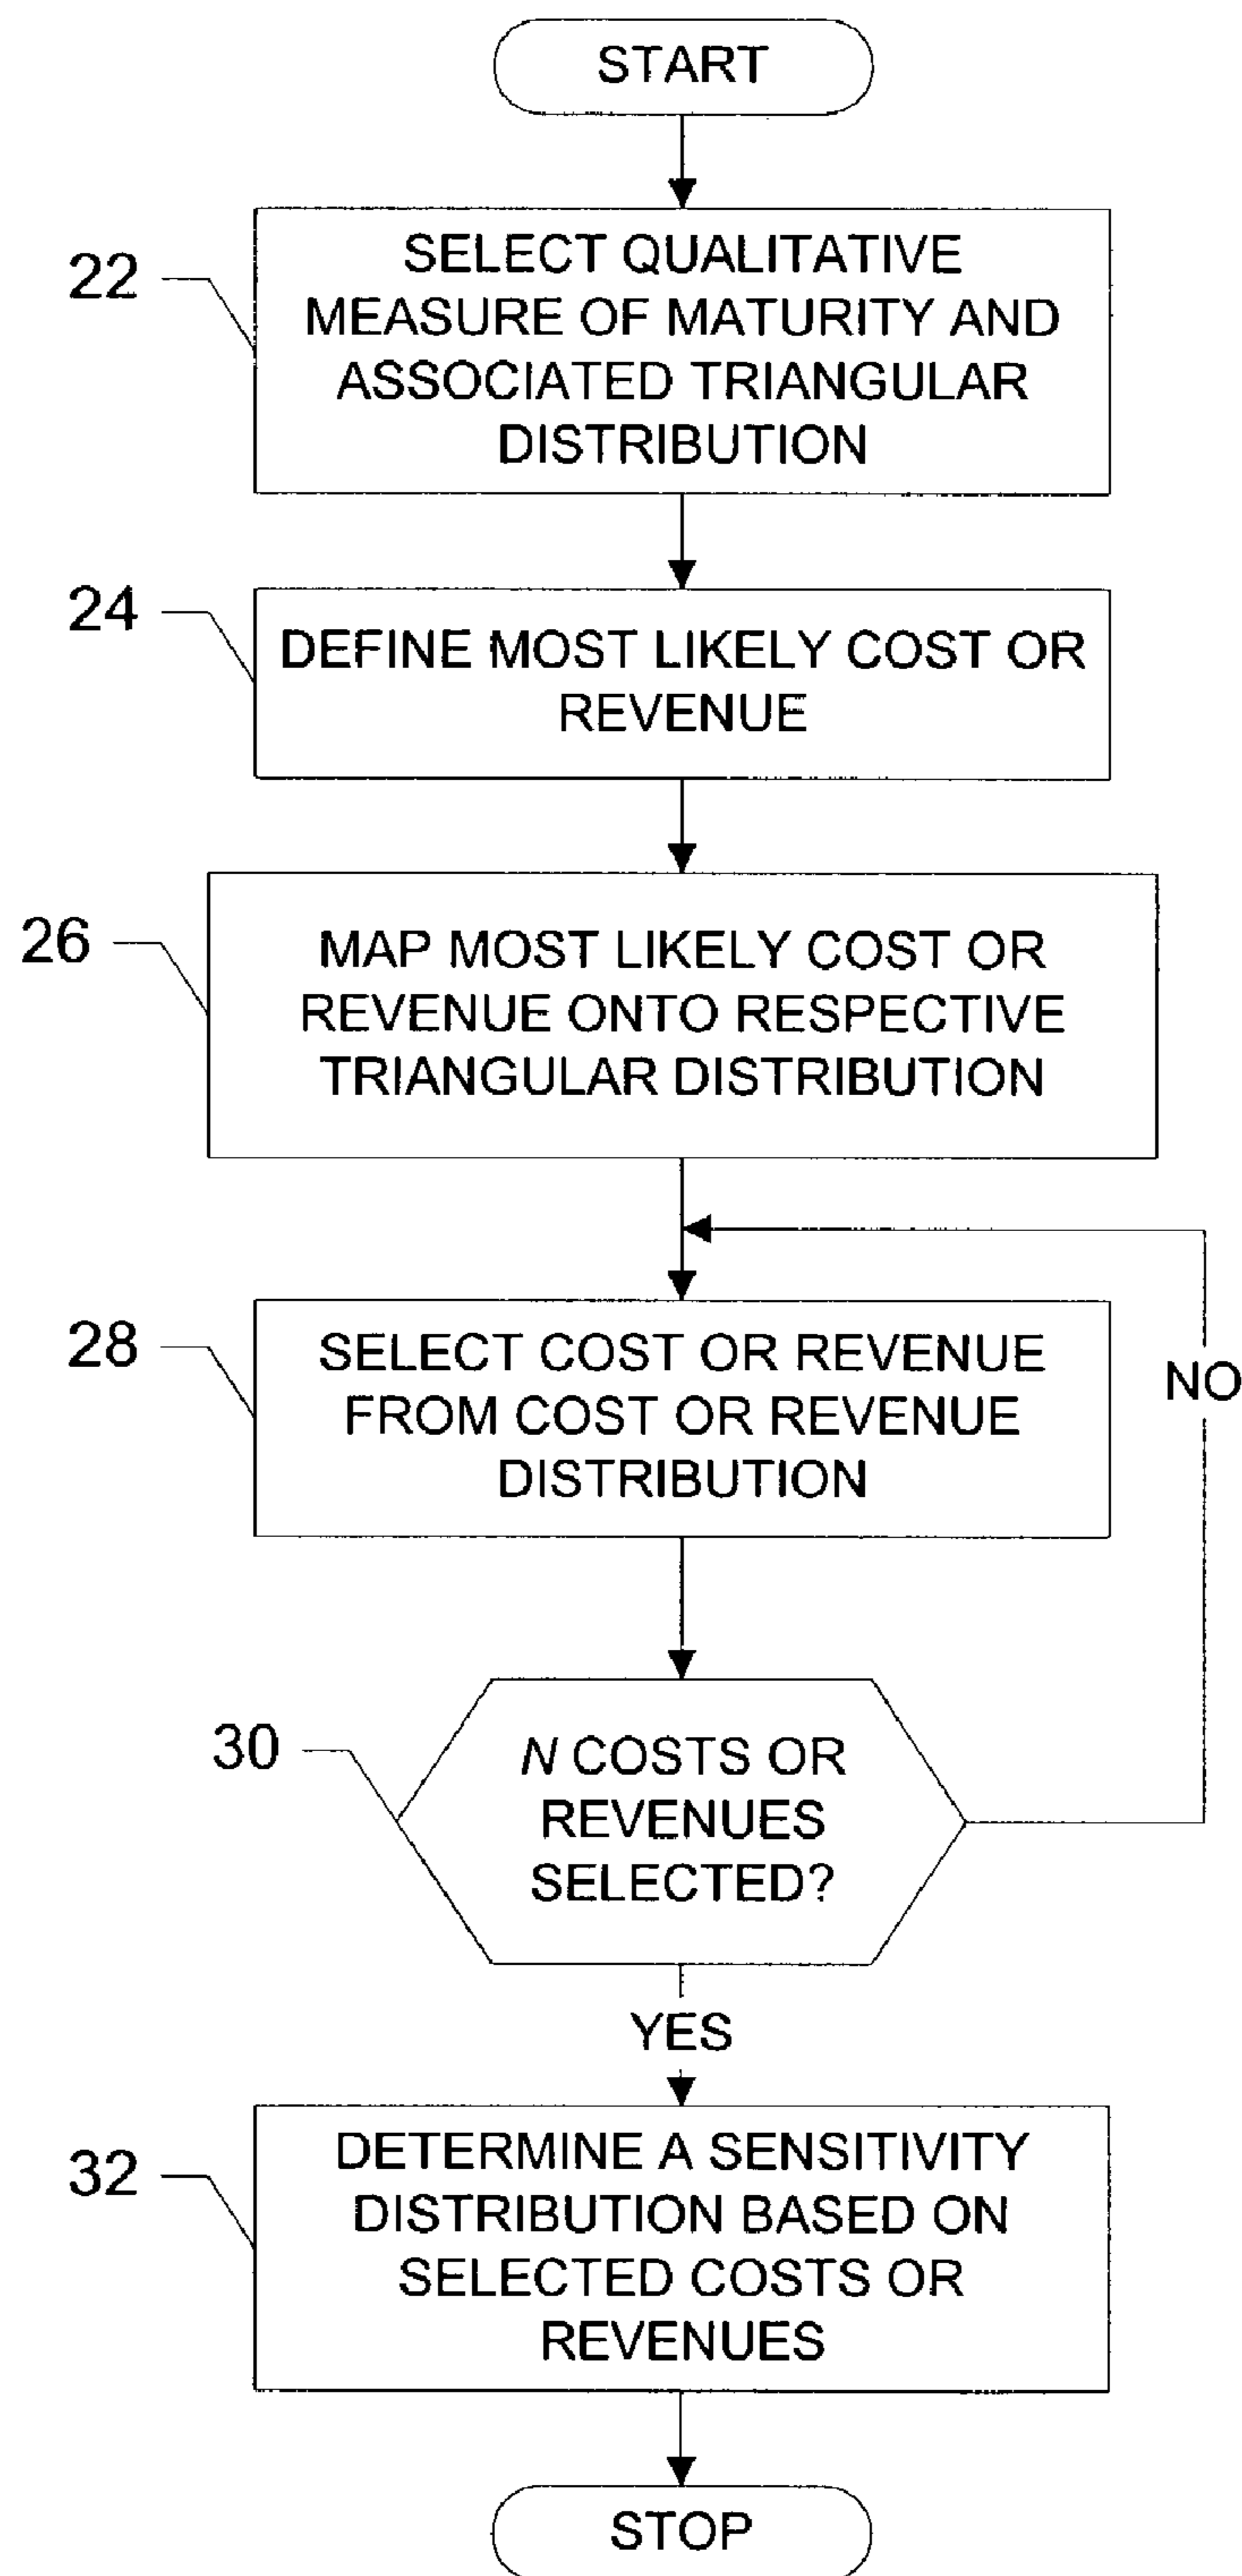 START
22
SELECT QUALITATIVE
MEASURE OF MATURITY AND
ASSOCIATED TRIANGULAR
DISTRIBUTION
24
DEFINE MOST LIKELY COST OR
REVENUE
26
MAP MOST LIKELY COST OR
REVENUE ONTO RESPECTIVE
TRIANGULAR DISTRIBUTION
28
SELECT COST OR REVENUE
FROM COST OR REVENUE
DISTRIBUTION
NO
30
N COSTS OR
REVENUES
SELECTED?
YES
32
DETERMINE A SENSITIVITY
DISTRIBUTION BASED ON
SELECTED COSTS OR
REVENUES
STOP